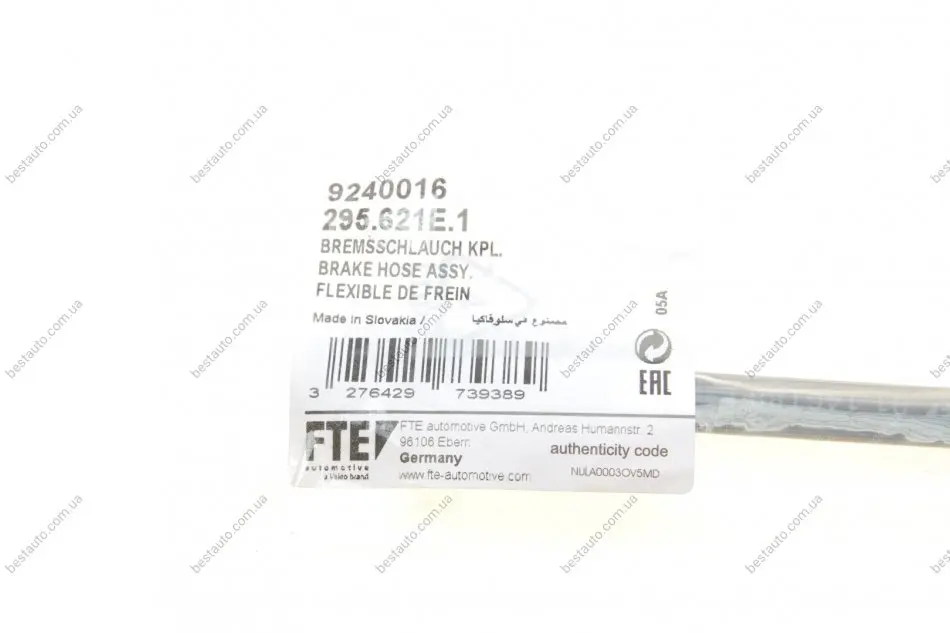 9240016
295.621E.1
BREMSSCHLAUCH KPL.
BRAKE HOSE ASSY.
FLEXIBLE DE FREIN
Made in Slovakia / مصنوع في سلوفاكيا
05A
EAC
3 276429 739389
FTE
automotive
a Valeo brand
FTE automotive GmbH, Andreas Humannstr. 2
96106 Ebern
Germany
www.fte-automotive.com
authenticity code
NULA0003OV5MD
bestauto.com.ua